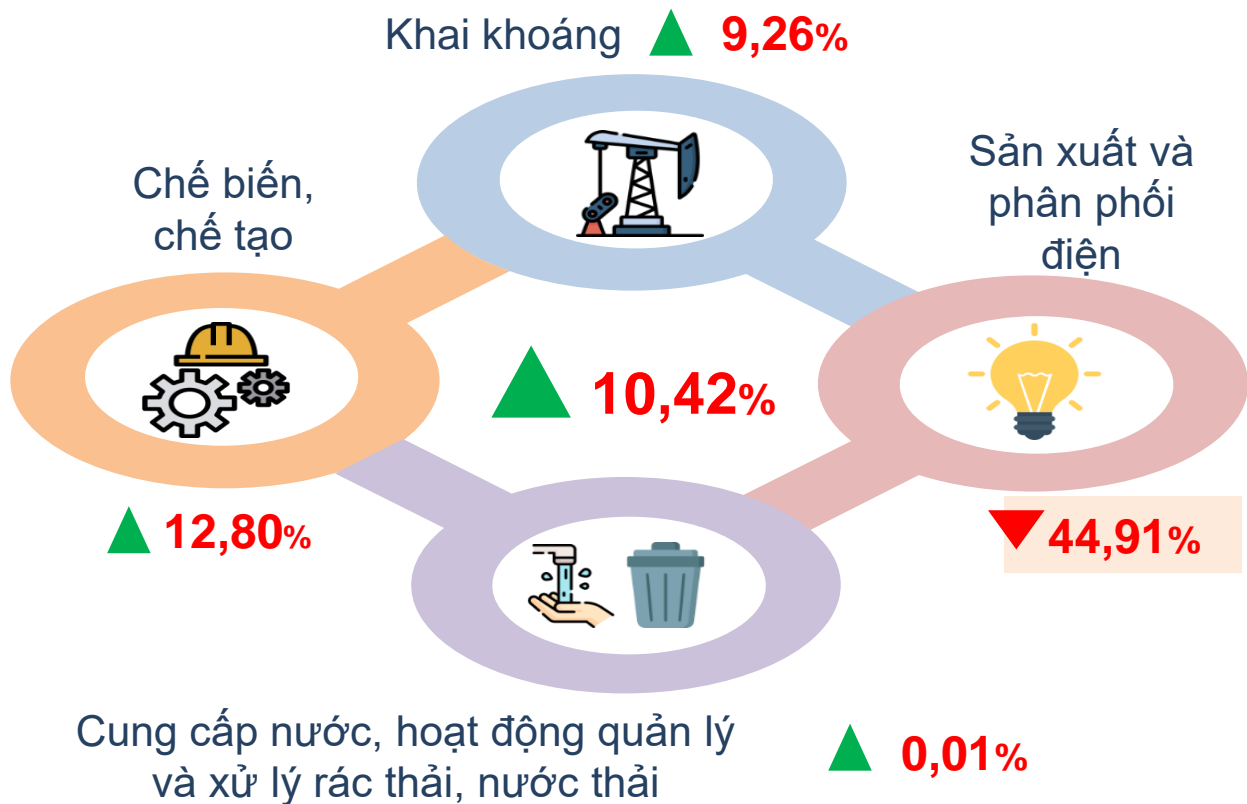 Khai khoáng ▲ 9,26%
Chế biến,
chế tạo
Sản xuất và
phân phối
điện
▲ 10,42%
▲ 12,80%
▼ 44,91%
Cung cấp nước, hoạt động quản lý
và xử lý rác thải, nước thải
▲ 0,01%